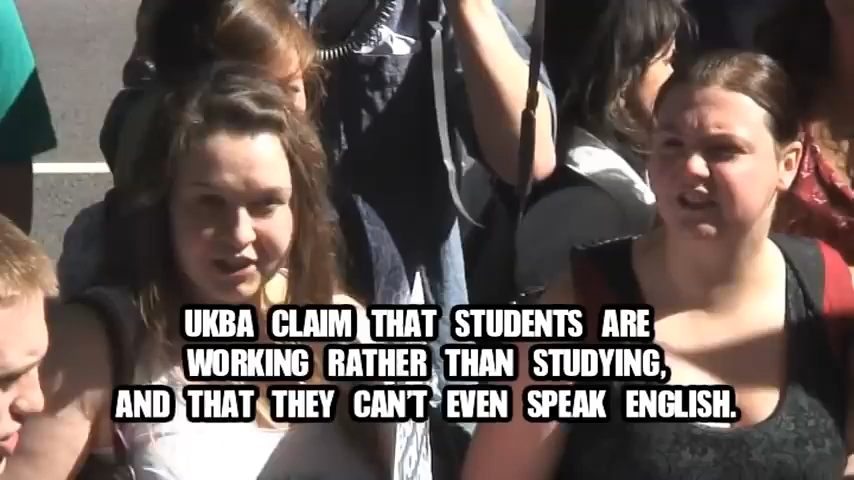 UKBA CLAIM THAT STUDENTS ARE
WORKING RATHER THAN STUDYING,
AND THAT THEY CAN'T EVEN SPEAK ENGLISH.